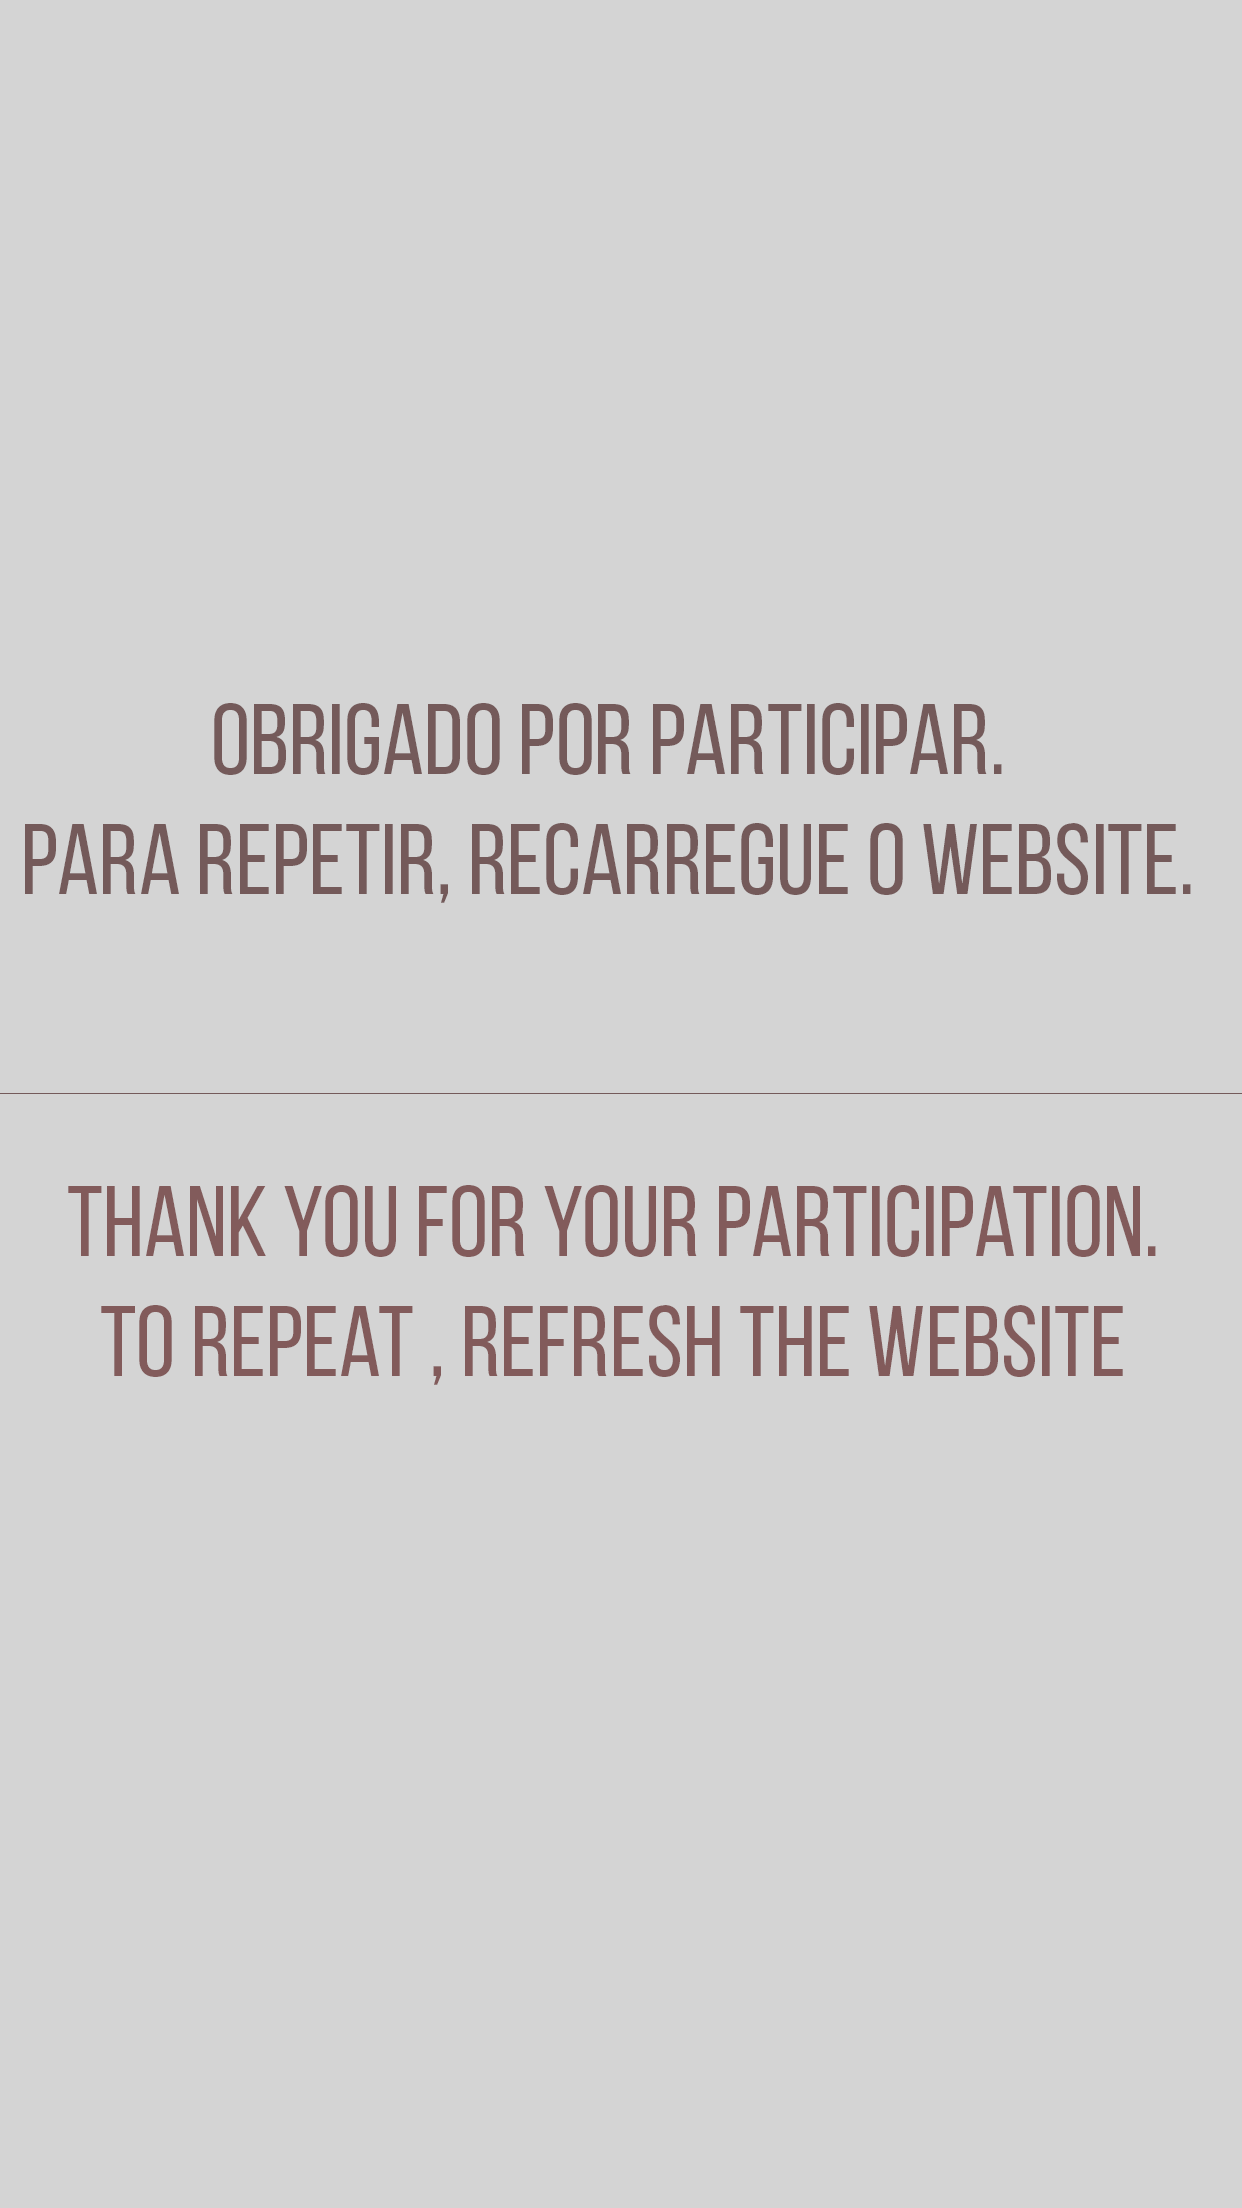 OBRIGADO POR PARTICIPAR.
PARA REPETIR, RECARREGUE O WEBSITE.
THANK YOU FOR YOUR PARTICIPATION.
TO REPEAT , REFRESH THE WEBSITE